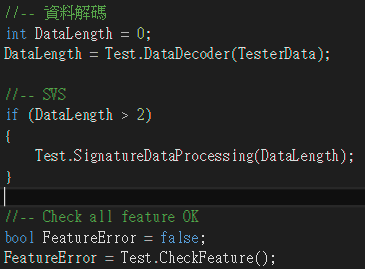 //-- 資料解碼
int DataLength = 0;
DataLength = Test.DataDecoder(TesterData);
//-- SVS
if (DataLength > 2)
{
Test.SignatureDataProcessing(DataLength);
}
//-- Check all feature OK
bool FeatureError = false;
FeatureError = Test.CheckFeature();